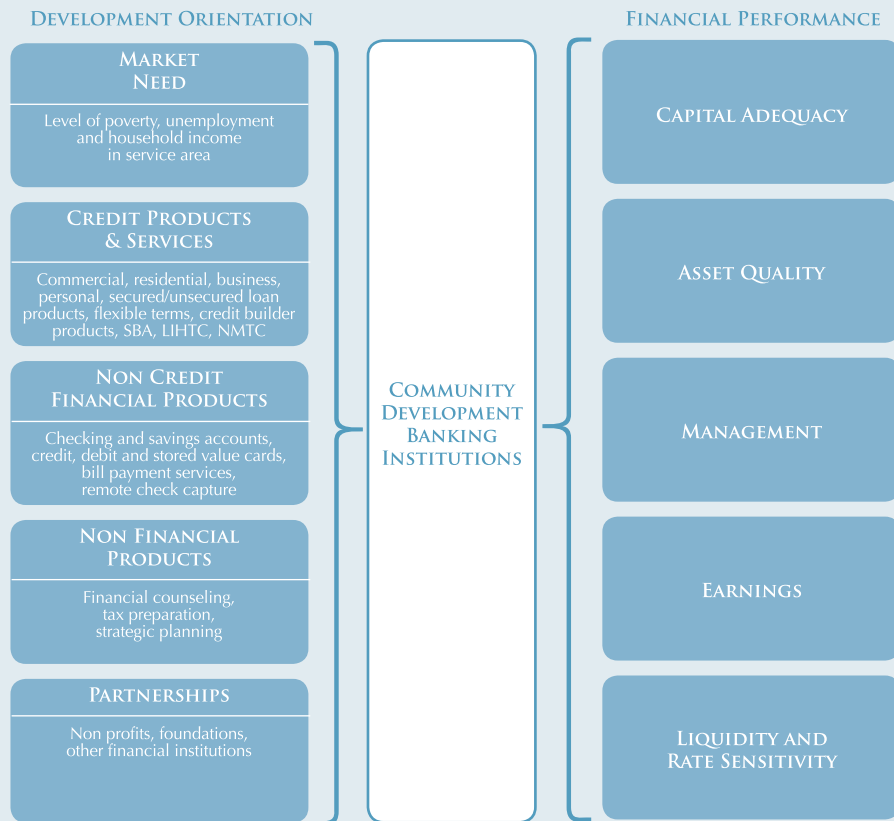 Development Orientation
Market
Need
Level of poverty, unemployment
and household income
in service area
Credit Products
& Services
Commercial, residential, business,
personal, secured/unsecured loan
products, flexible terms, credit builder
products, SBA, LIHTC, NMTC
Non Credit
Financial Products
Checking and savings accounts,
credit, debit and stored value cards,
bill payment services,
remote check capture
Non Financial
Products
Financial counseling,
tax preparation,
strategic planning
Partnerships
Non profits, foundations,
other financial institutions
Community
Development
Banking
Institutions
Financial Performance
Capital Adequacy
Asset Quality
Management
Earnings
Liquidity and
Rate Sensitivity